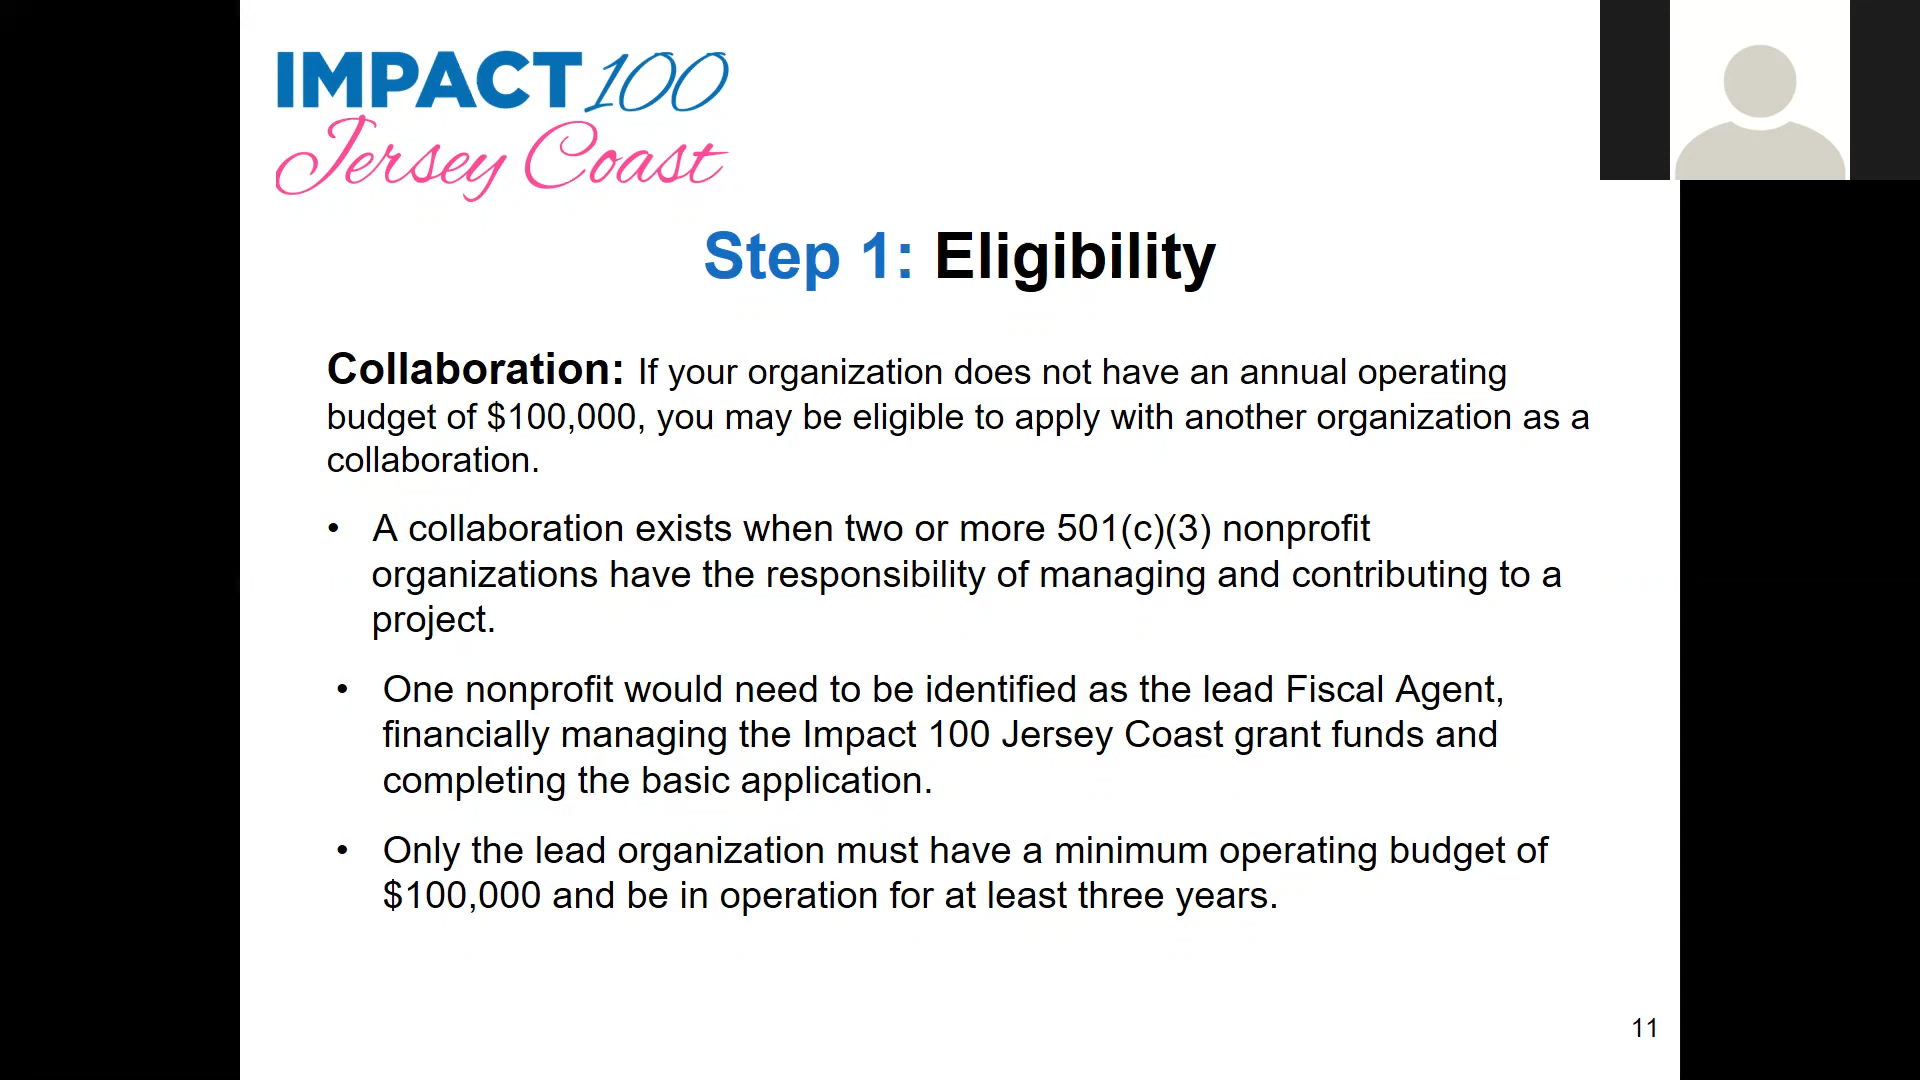 IMPACT 100
Jersey Coast
Step 1: Eligibility
Collaboration: If your organization does not have an annual operating
budget of $100,000, you may be eligible to apply with another organization as a
collaboration.
• A collaboration exists when two or more 501(c)(3) nonprofit
organizations have the responsibility of managing and contributing to a
project.
• One nonprofit would need to be identified as the lead Fiscal Agent,
financially managing the Impact 100 Jersey Coast grant funds and
completing the basic application.
• Only the lead organization must have a minimum operating budget of
$100,000 and be in operation for at least three years.
11